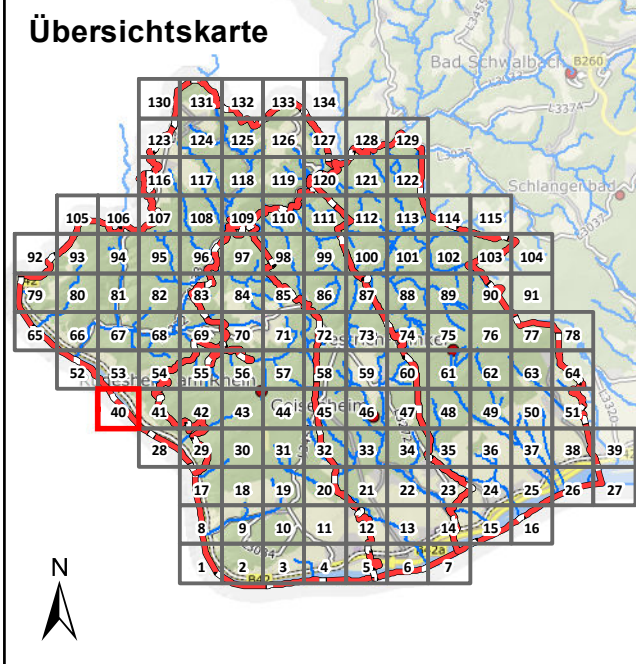 Übersichtskarte
L3455
Bad Schwalbach
B260
L3374
130 131 132 133 134
123 124 125 126 127 128 129
L3035
116 117 118 119 120 121 122
Schlangenbad
105 106 107 108 109 110 111 112 113 114 115
L3037
92 93 94 95 96 97 98 99 100 101 102 103 104
79 80 81 82 83 84 85 86 87 88 89 90 91
65 66 67 68 69 70 71 72 73 74 75 76 77 78
52 53 54 55 56 57 58 59 60 61 62 63 64
40 41 42 43 44 45 46 47 48 49 50 51
28 29 30 31 32 33 34 35 36 37 38 39
17 18 19 20 21 22 23 24 25 26 27
8 9 10 11 12 13 14 15 16
L3034
B42a
1 2 3 4 5 6 7
B42
N